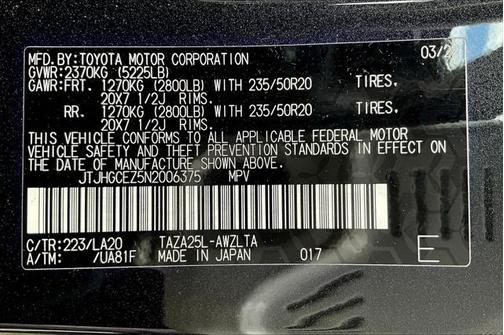 MFD.BY:TOYOTA MOTOR CORPORATION 03/2
GVWR:2370KG (5225LB)
GAWR:FRT. 1270KG (2800LB) WITH 235/50R20 TIRES,
20X7 1/2J RIMS.
RR. 1270KG (2800LB) WITH 235/50R20 TIRES,
20X7 1/2J RIMS.
THIS VEHICLE CONFORMS TO ALL APPLICABLE FEDERAL MOTOR
VEHICLE SAFETY AND THEFT PREVENTION STANDARDS IN EFFECT ON
THE DATE OF MANUFACTURE SHOWN ABOVE.
JTJHGCEZ5N2006375 MPV
C/TR:223/LA20 TAZA25L-AWZLTA
A/TM: /UA81F MADE IN JAPAN 017 E